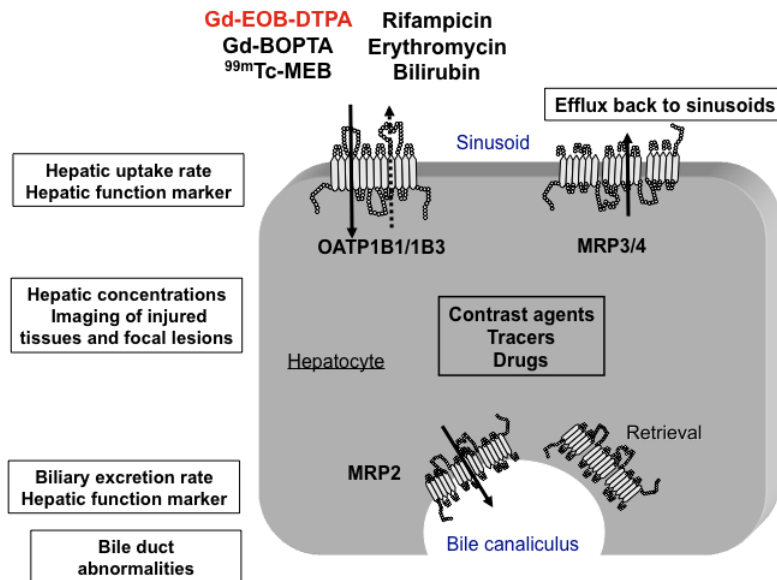 Gd-EOB-DTPA
Gd-BOPTA
99mTc-MEB
Rifampicin
Erythromycin
Bilirubin
Efflux back to sinusoids
Sinusoid
Hepatic uptake rate
Hepatic function marker
OATP1B1/1B3
MRP3/4
Hepatic concentrations
Imaging of injured
tissues and focal lesions
Contrast agents
Tracers
Drugs
Hepatocyte
Retrieval
MRP2
Biliary excretion rate
Hepatic function marker
Bile canaliculus
Bile duct
abnormalities